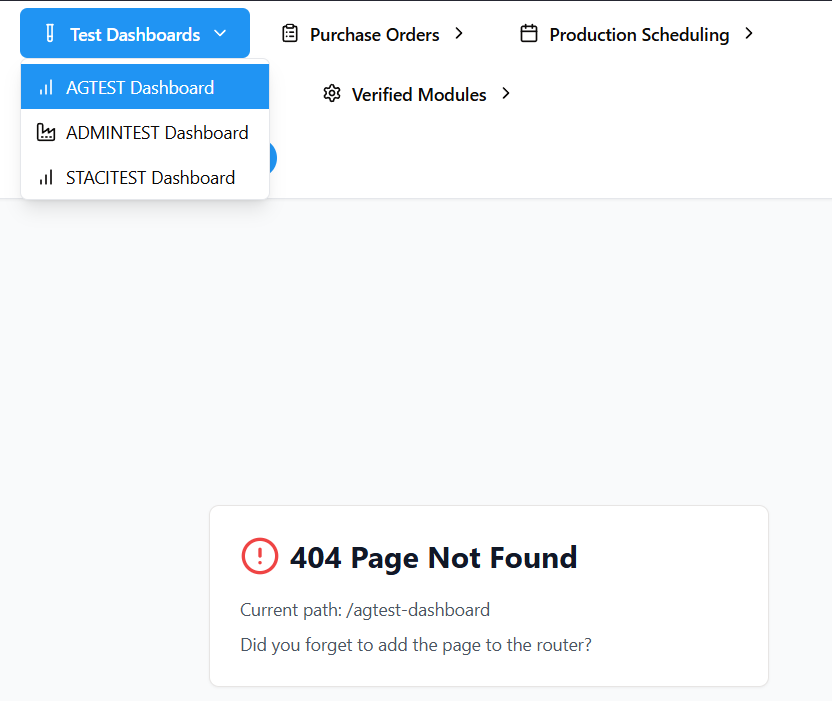 Test Dashboards
Purchase Orders
Production Scheduling
AGTEST Dashboard
Verified Modules
ADMINTEST Dashboard
STACITEST Dashboard
404 Page Not Found
Current path: /agtest-dashboard
Did you forget to add the page to the router?